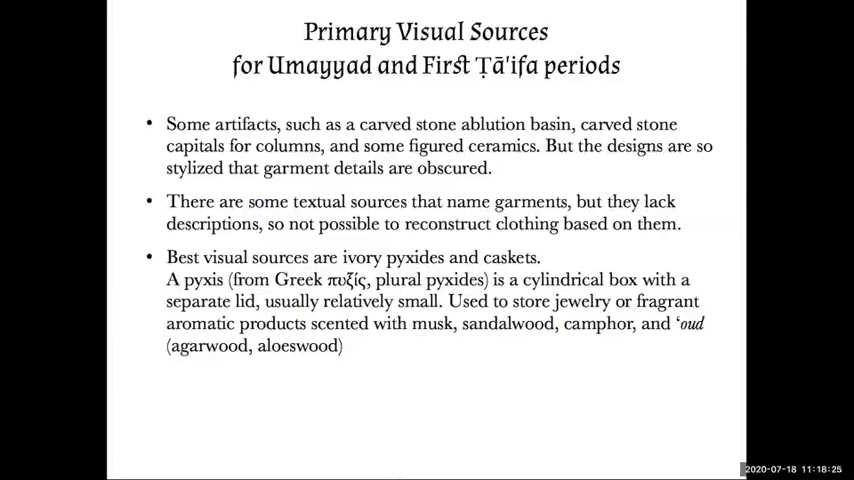 Primary Visual Sources
for Umayyad and First Ṭā'ifa periods
• Some artifacts, such as a carved stone ablution basin, carved stone
capitals for columns, and some figured ceramics. But the designs are so
stylized that garment details are obscured.
• There are some textual sources that name garments, but they lack
descriptions, so not possible to reconstruct clothing based on them.
• Best visual sources are ivory pyxides and caskets.
A pyxis (from Greek πυξίς, plural pyxides) is a cylindrical box with a
separate lid, usually relatively small. Used to store jewelry or fragrant
aromatic products scented with musk, sandalwood, camphor, and ‘oud
(agarwood, aloeswood)
2020-07-18 11:18:25